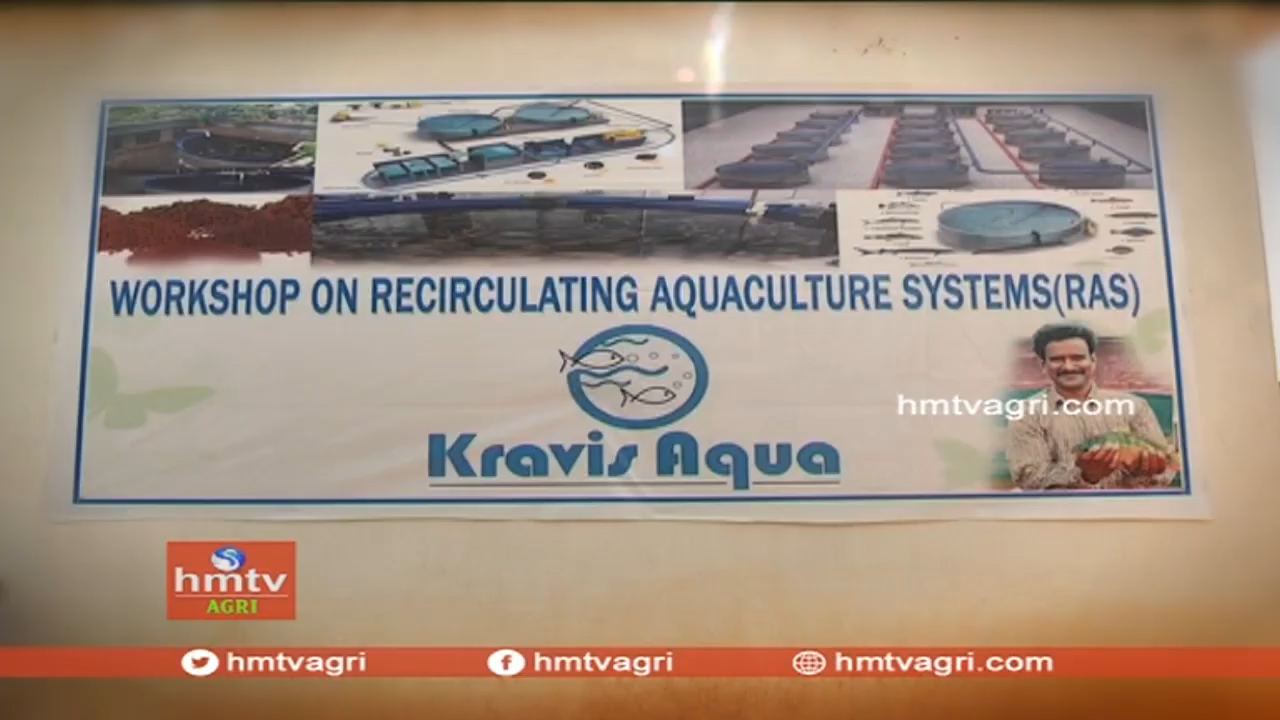 WORKSHOP ON RECIRCULATING AQUACULTURE SYSTEMS(RAS)
hmtvagri.com
Kravis Aqua
hmtv
AGRI
hmtvagri hmtvagri hmtvagri.com